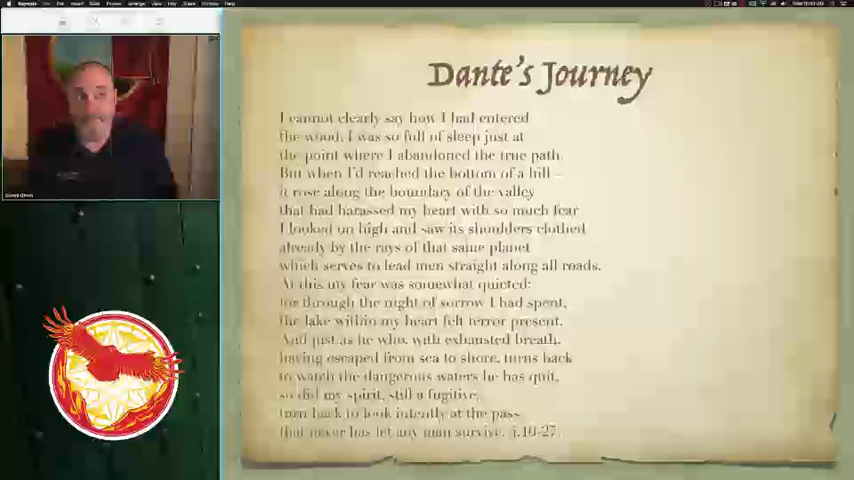 Dante's Journey
I cannot clearly say how I had entered
the wood; I was so full of sleep just at
the point where I abandoned the true path.
But when I'd reached the bottom of a hill –
it rose along the boundary of the valley
that had harassed my heart with so much fear
I looked on high and saw its shoulders clothed
already by the rays of that same planet
which serves to lead men straight along all roads.
At this my fear was somewhat quieted;
for through the night of sorrow I had spent,
the lake within my heart felt terror present.
And just as he who, with exhausted breath,
having escaped from sea to shore, turns back
to watch the dangerous waters he has quit,
so did my spirit, still a fugitive,
turn back to look intently at the pass
that never has let any man survive. 1.10-27